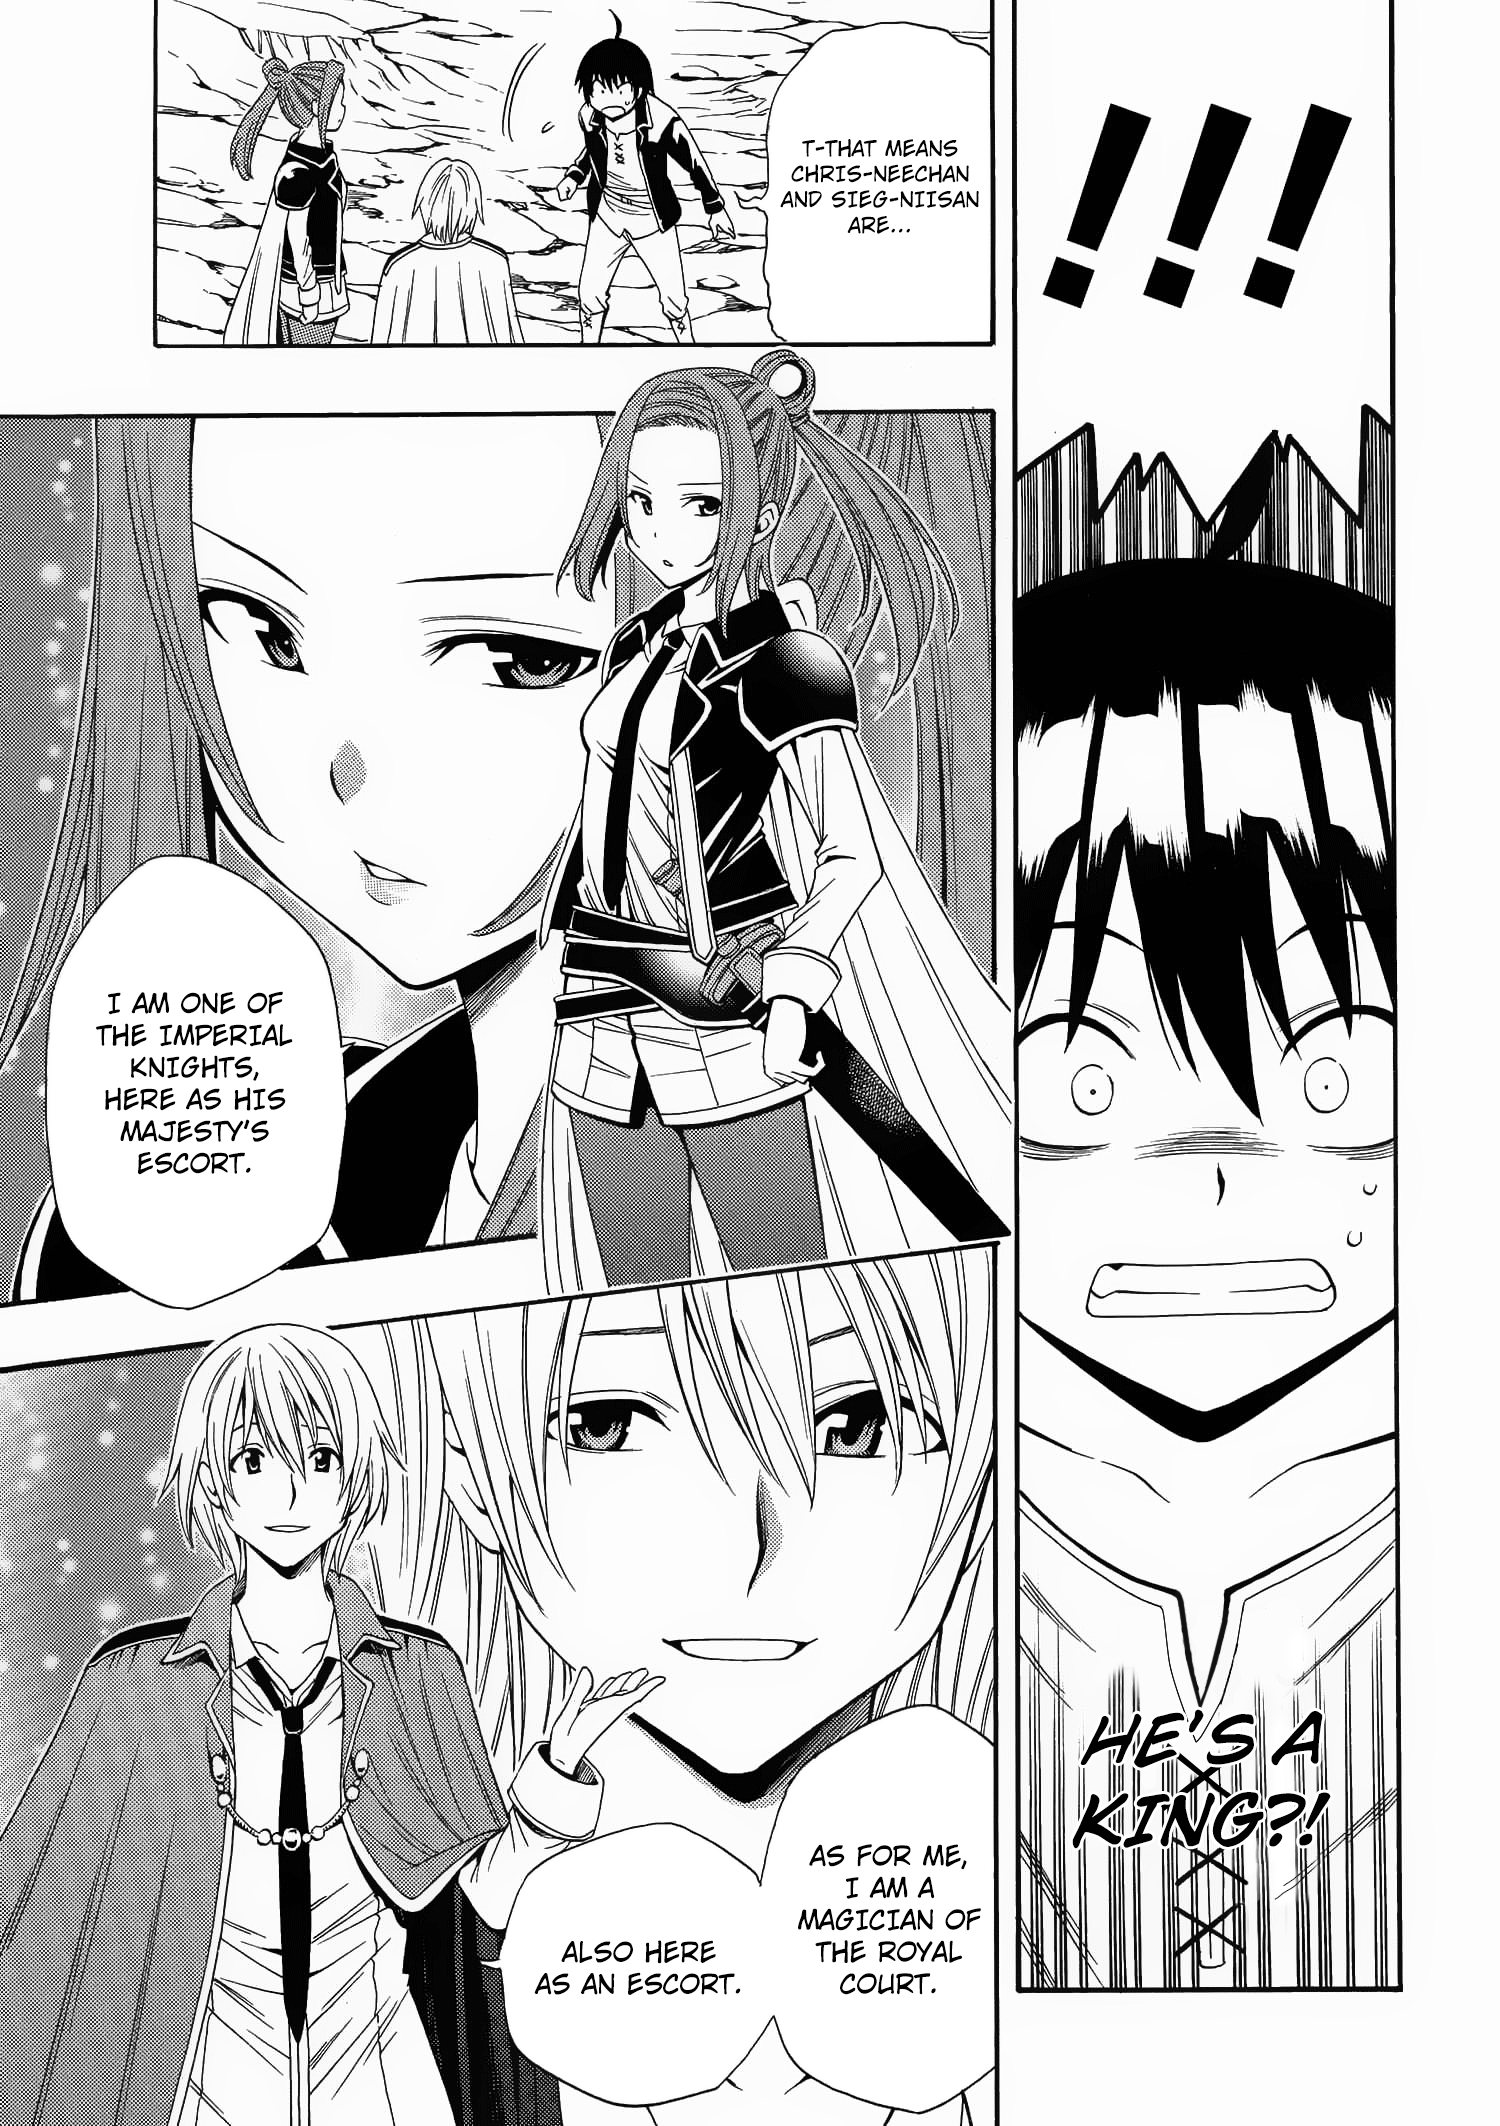 !!!
HE'S A
KING?!
T-THAT MEANS
CHRIS-NEECHAN
AND SIEG-NIISAN
ARE...
I AM ONE OF
THE IMPERIAL
KNIGHTS,
HERE AS HIS
MAJESTY'S
ESCORT.
AS FOR ME,
I AM A
MAGICIAN OF
THE ROYAL
COURT.
ALSO HERE
AS AN ESCORT.